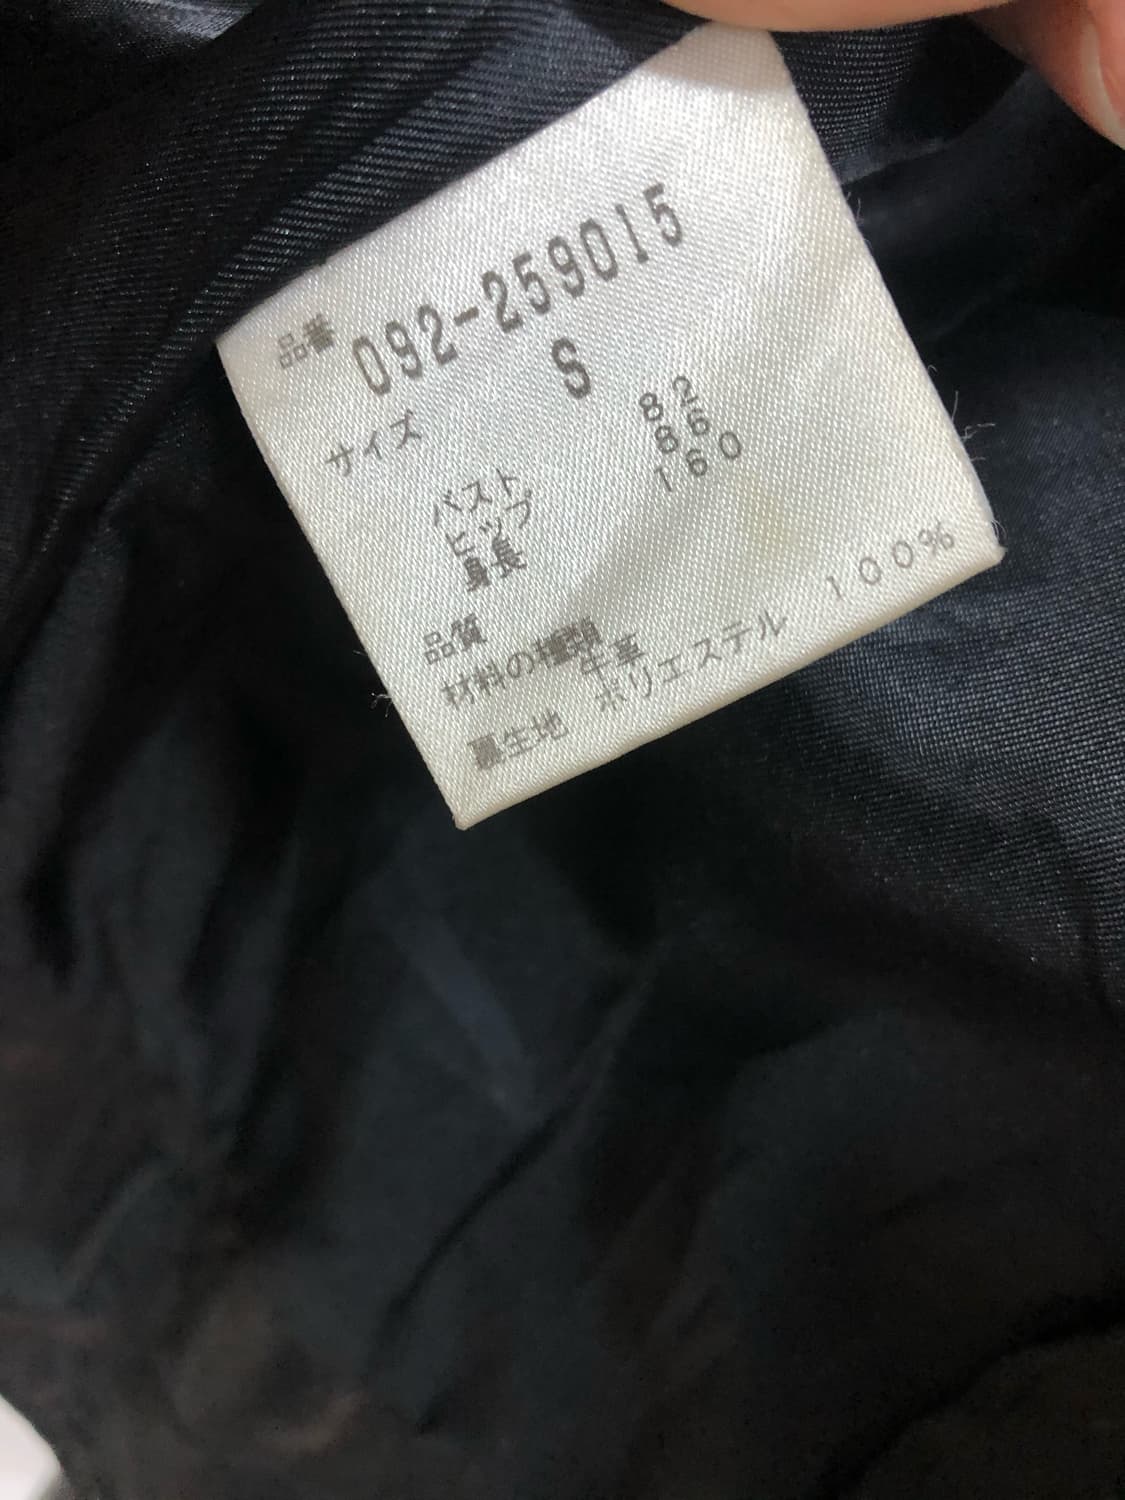 品番 092-259015
サイズ S
バスト 82
ヒップ 86
身長 160
品質
材料の種類
牛革
裏生地 ポリエステル 100%